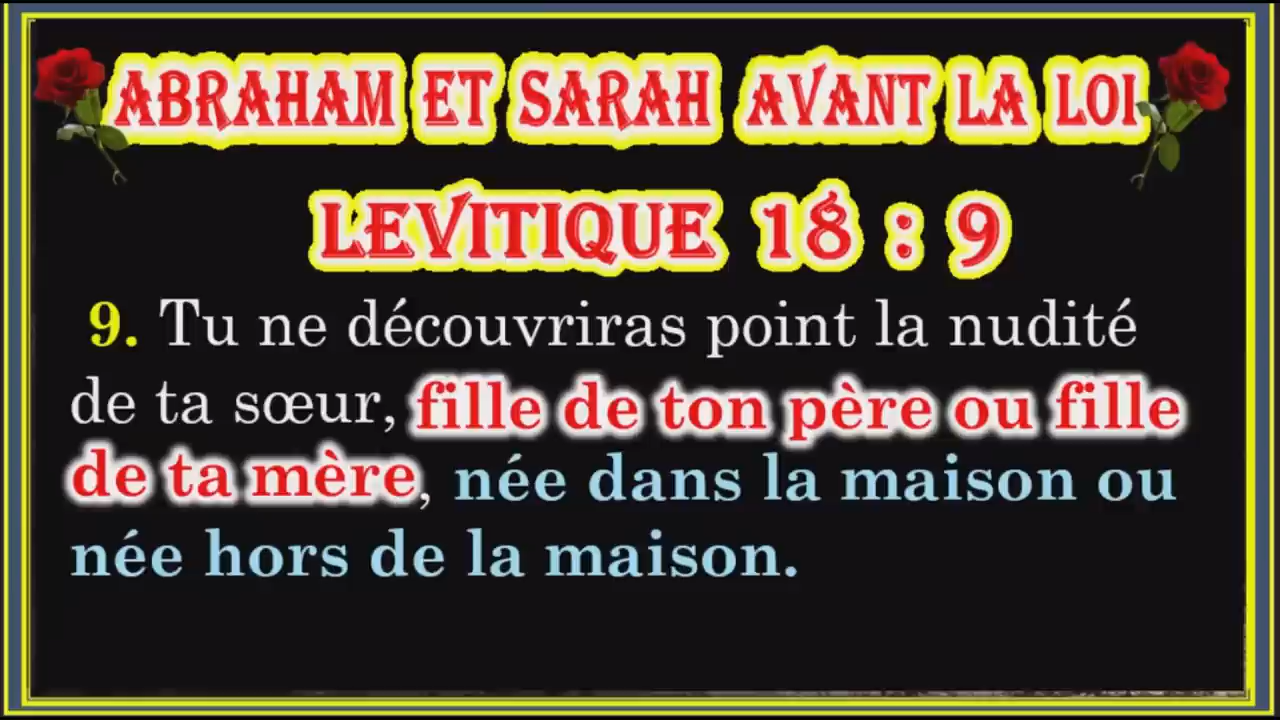 ABRAHAM ET SARAH AVANT LA LOI
LEVITIQUE 18 : 9
9. Tu ne découvriras point la nudité
de ta sœur, fille de ton père ou fille
de ta mère, née dans la maison ou
née hors de la maison.